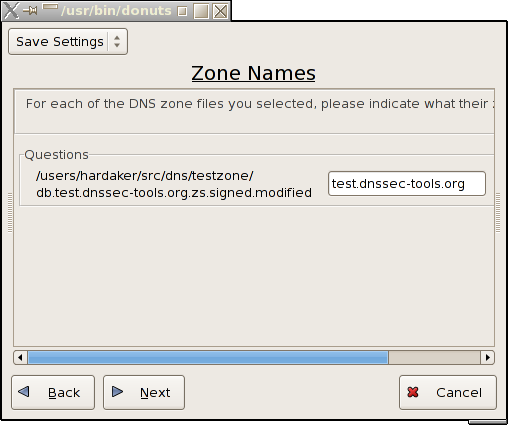 /usr/bin/donuts
Save Settings
Zone Names
For each of the DNS zone files you selected, please indicate what their
Questions
/users/hardaker/src/dns/testzone/
db.test.dnssec-tools.org.zs.signed.modified
test.dnssec-tools.org
Back
Next
Cancel